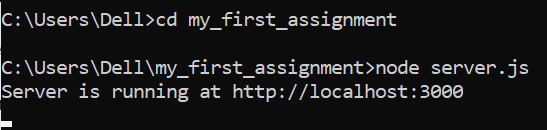 C:\Users\Dell>cd my_first_assignment
C:\Users\Dell\my_first_assignment>node server.js
Server is running at http://localhost:3000